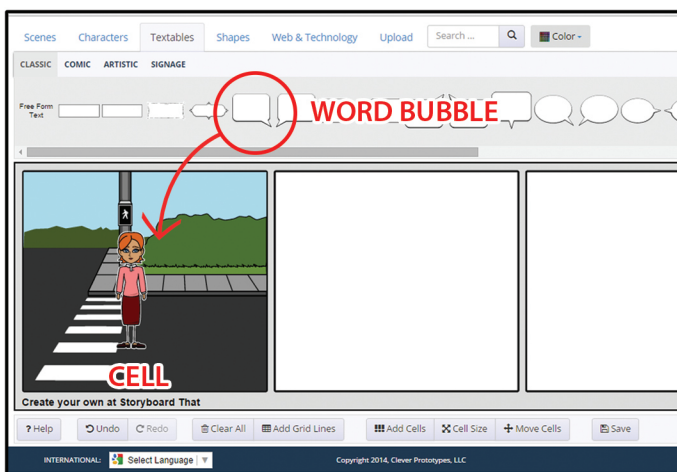 Scenes Characters Textables Shapes Web & Technology Upload Search ... Color
CLASSIC COMIC ARTISTIC SIGNAGE
Free Form
Text
WORD BUBBLE
CELL
Create your own at Storyboard That
? Help Undo Redo Clear All Add Grid Lines Add Cells Cell Size Move Cells Save
INTERNATIONAL: Select Language Copyright 2014, Clever Prototypes, LLC